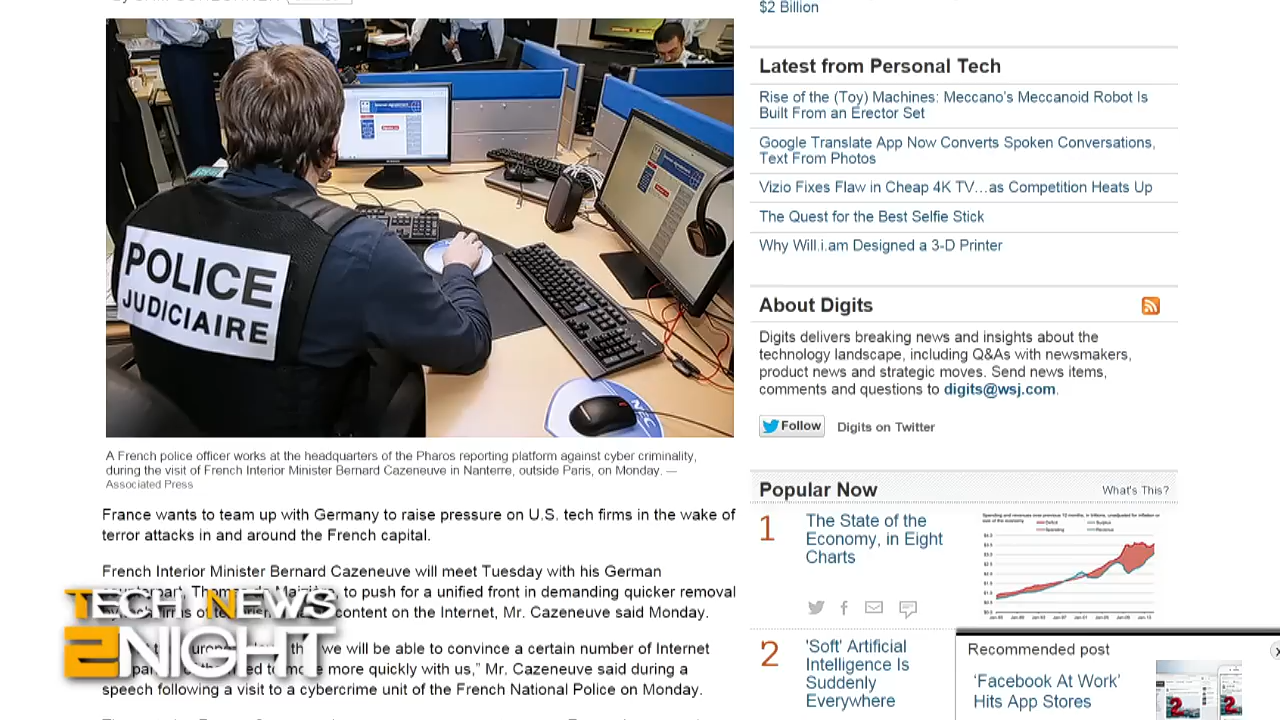 $2 Billion
POLICE
JUDICIAIRE
NEC
A French police officer works at the headquarters of the Pharos reporting platform against cyber criminality,
during the visit of French Interior Minister Bernard Cazeneuve in Nanterre, outside Paris, on Monday. —
Associated Press
France wants to team up with Germany to raise pressure on U.S. tech firms in the wake of
terror attacks in and around the French capital.
French Interior Minister Bernard Cazeneuve will meet Tuesday with his German
to push for a unified front in demanding quicker removal
content on the Internet, Mr. Cazeneuve said Monday.
we will be able to convince a certain number of Internet
more quickly with us,” Mr. Cazeneuve said during a
speech following a visit to a cybercrime unit of the French National Police on Monday.
TECH NEWS
2NIGHT
Latest from Personal Tech
Rise of the (Toy) Machines: Meccano's Meccanoid Robot Is
Built From an Erector Set
Google Translate App Now Converts Spoken Conversations,
Text From Photos
Vizio Fixes Flaw in Cheap 4K TV…as Competition Heats Up
The Quest for the Best Selfie Stick
Why Will.i.am Designed a 3-D Printer
About Digits
Digits delivers breaking news and insights about the
technology landscape, including Q&As with newsmakers,
product news and strategic moves. Send news items,
comments and questions to digits@wsj.com.
Follow
Digits on Twitter
Popular Now
What's This?
1
The State of the
Economy, in Eight
Charts
2
'Soft' Artificial
Intelligence Is
Suddenly
Everywhere
Recommended post
'Facebook At Work'
Hits App Stores